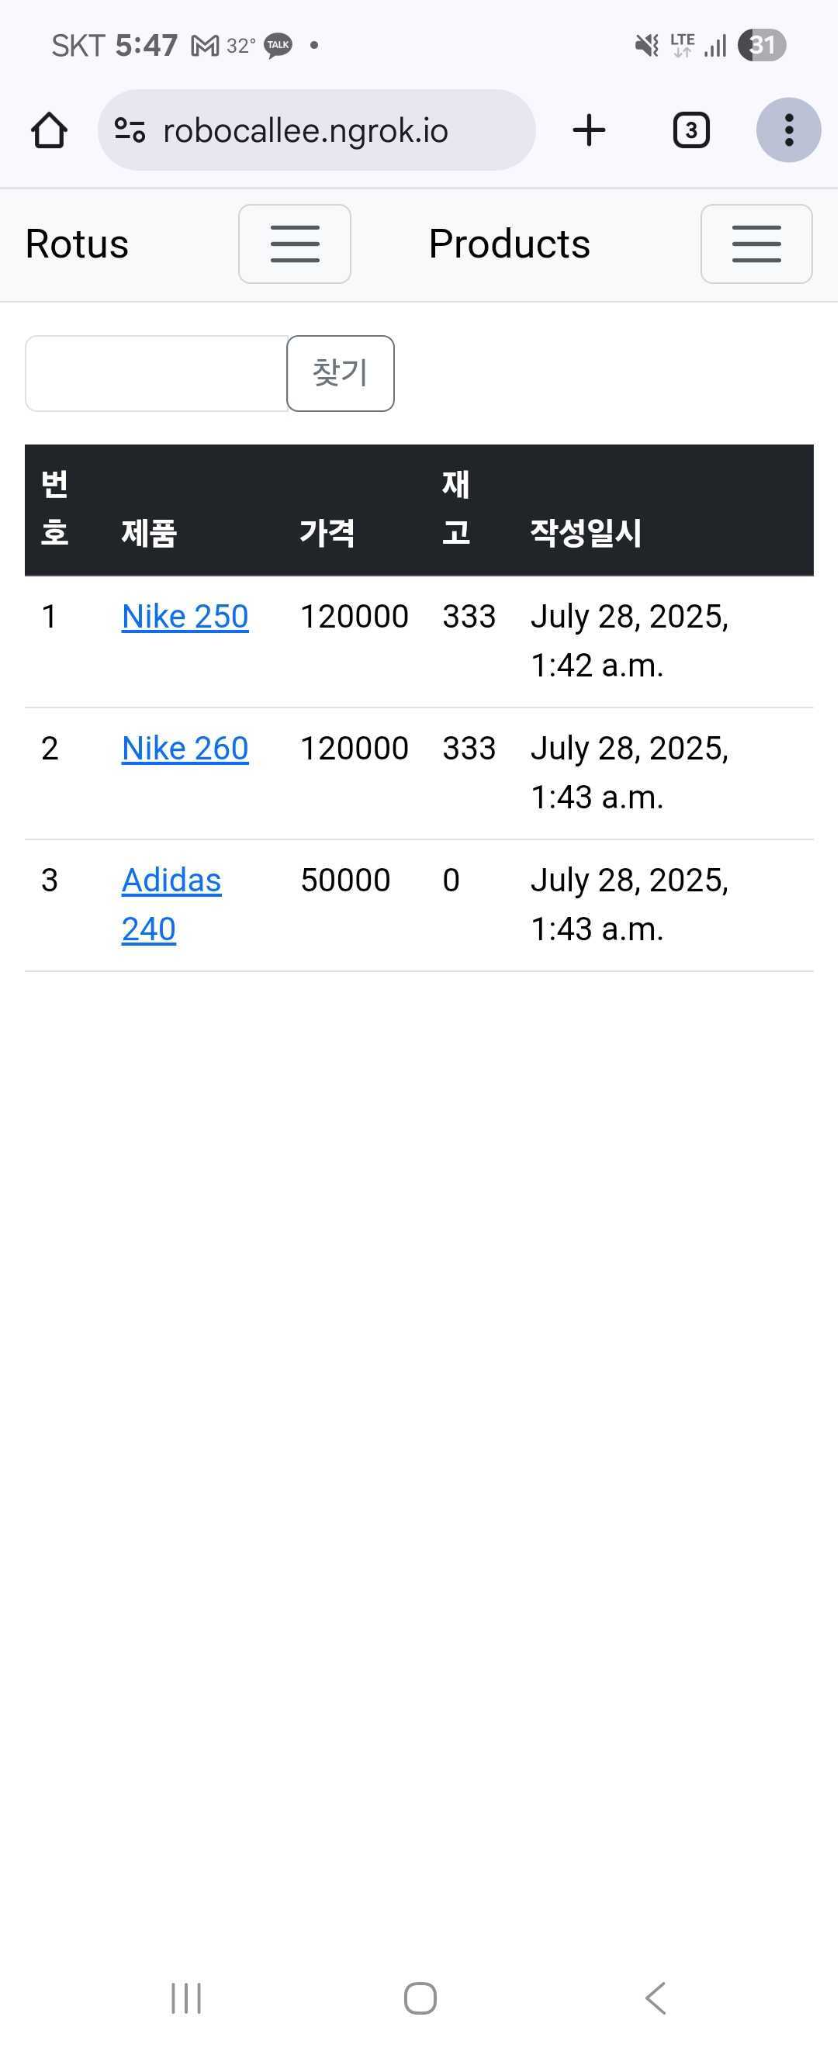 SKT 5:47 32° TALK
LTE 31
robocallee.ngrok.io
3
Rotus
Products
찾기
번호 제품 가격 재고 작성일시
1 Nike 250 120000 333 July 28, 2025,
1:42 a.m.
2 Nike 260 120000 333 July 28, 2025,
1:43 a.m.
3 Adidas 50000 0 July 28, 2025,
240 1:43 a.m.